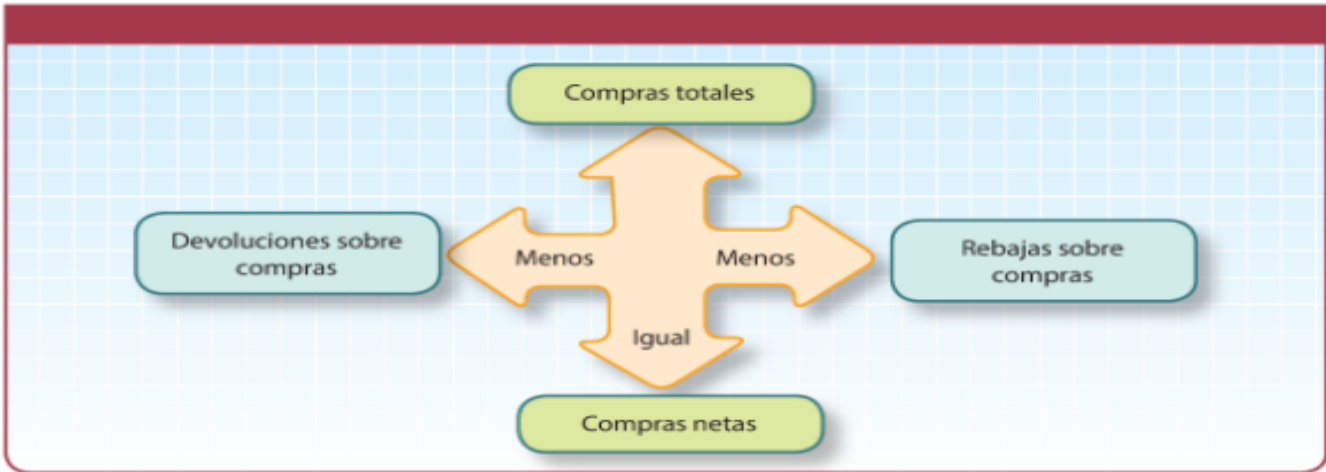 Compras totales
Devoluciones sobre
compras
Menos
Menos
Rebajas sobre
compras
Igual
Compras netas